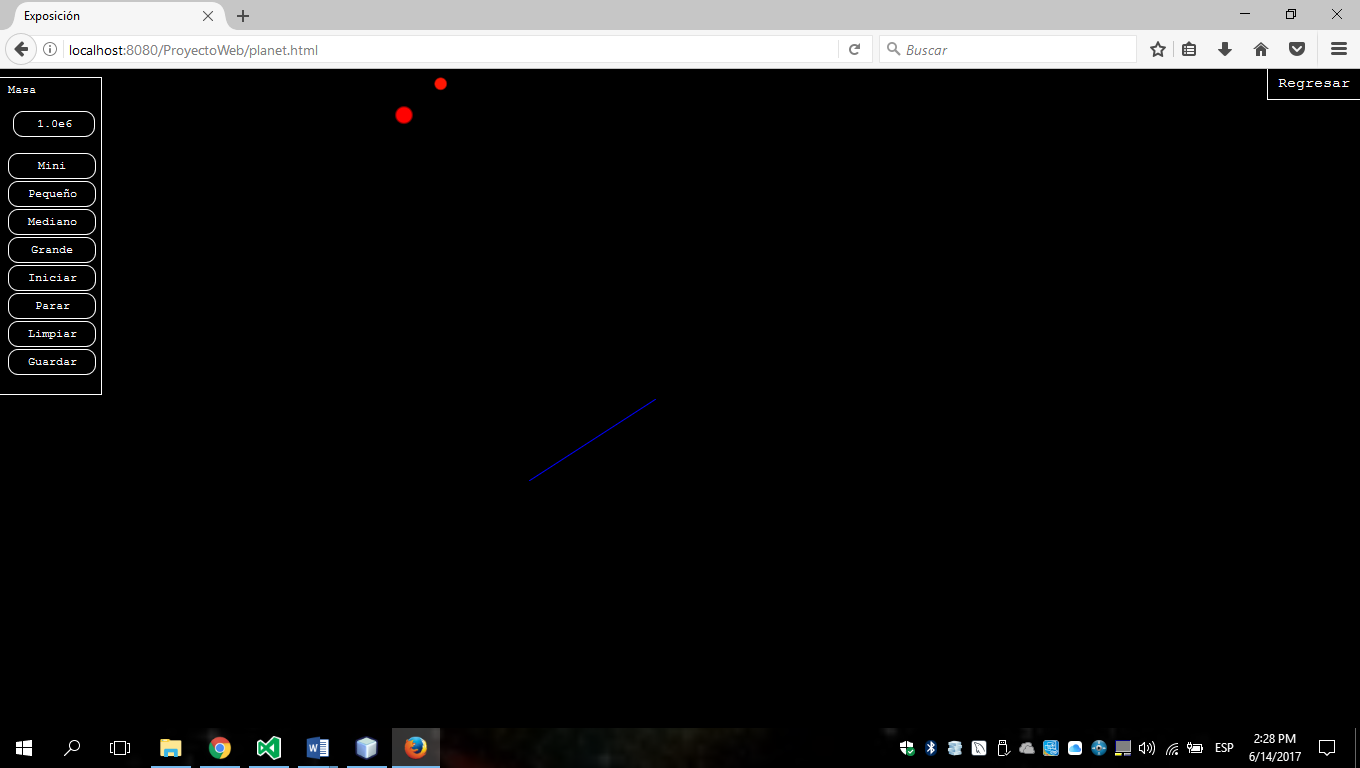 Exposición
localhost:8080/ProyectoWeb/planet.html
Buscar
Masa
Regresar
1.0e6
Mini
Pequeño
Mediano
Grande
Iniciar
Parar
Limpiar
Guardar
ESP
2:28 PM
6/14/2017